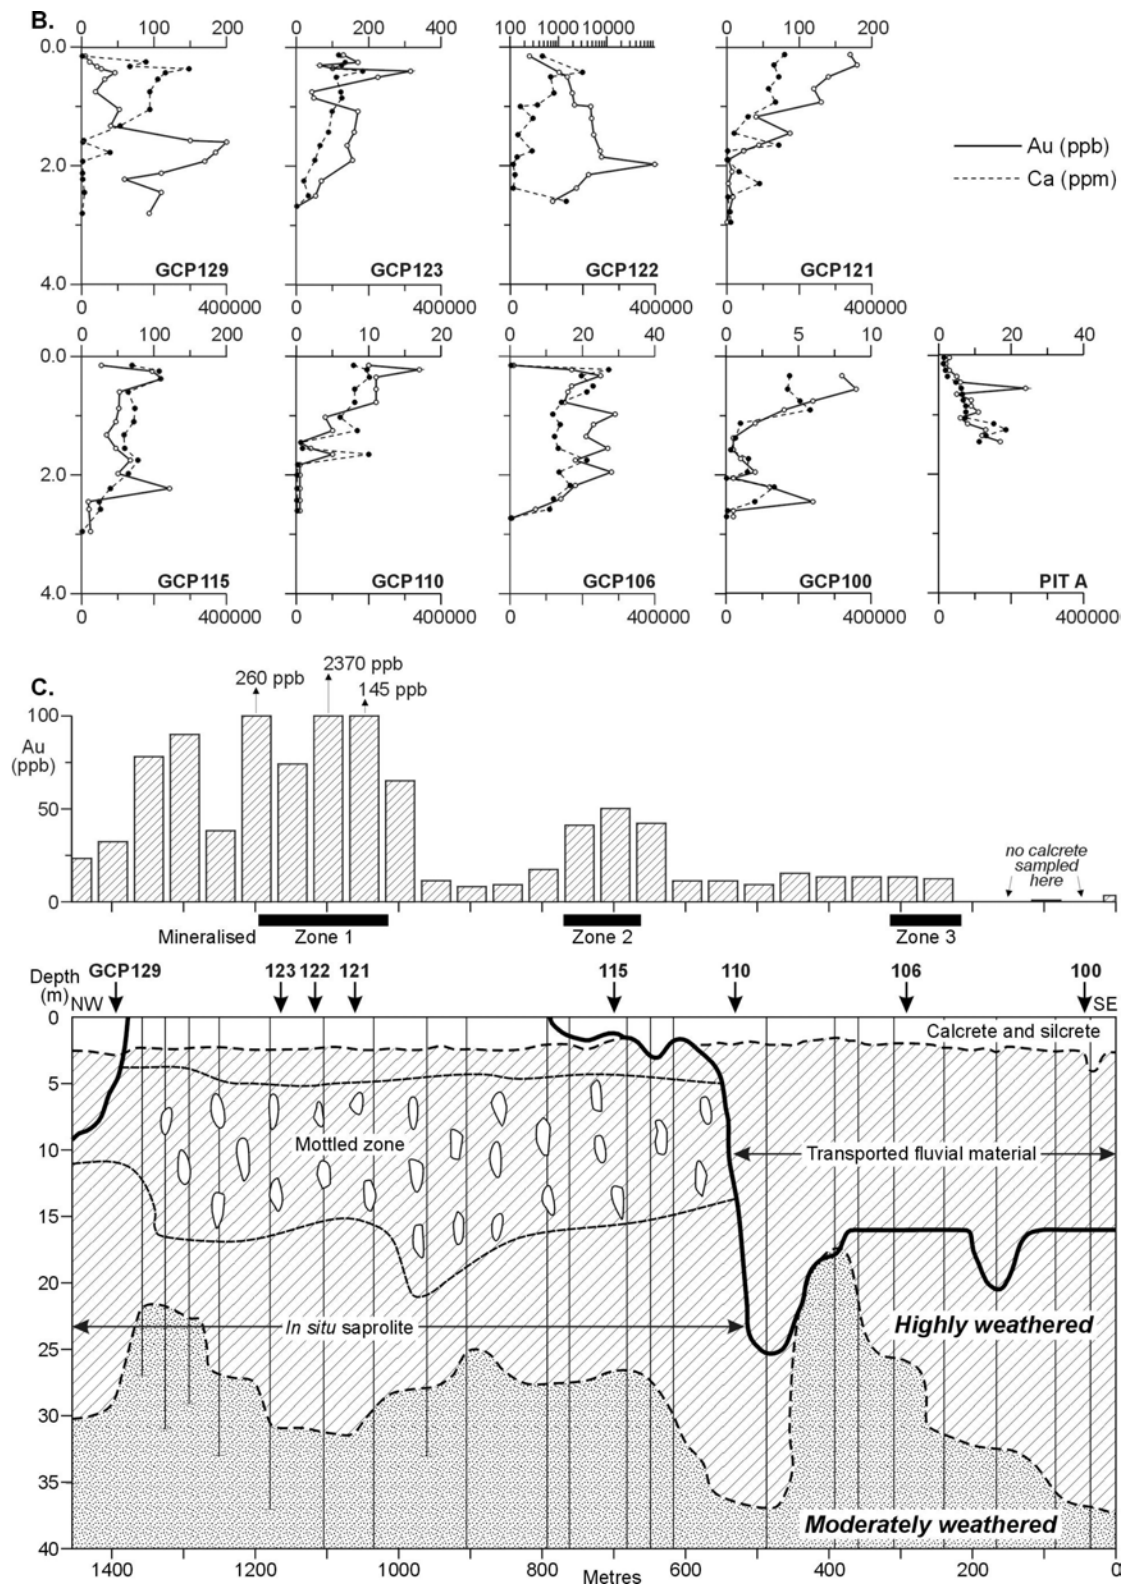 B.
0 100 200
0 200 400
100 10000 100000
0 100 200
0.0
2.0
4.0
Au (ppb)
Ca (ppm)
GCP129
GCP123
GCP122
GCP121
0 400000
0 400000
0 400000
0 400000
0 100 200
0 10 20
0 20 40
0 5 10
0 20 40
0.0
2.0
4.0
GCP115
GCP110
GCP106
GCP100
PIT A
0 400000
0 400000
0 400000
0 400000
0 400000
C.
260 ppb
2370 ppb
145 ppb
100
Au
(ppb)
50
0
no calcrete
sampled
here
Mineralised
Zone 1
Zone 2
Zone 3
Depth
(m)
GCP129 123 122 121 115 110 106 100
NW
SE
0
Calcrete and silcrete
5
Mottled zone
10
Transported fluvial material
15
20
In situ saprolite
Highly weathered
25
30
35
Moderately weathered
40
1400 1200 1000 800 600 400 200 0
Metres